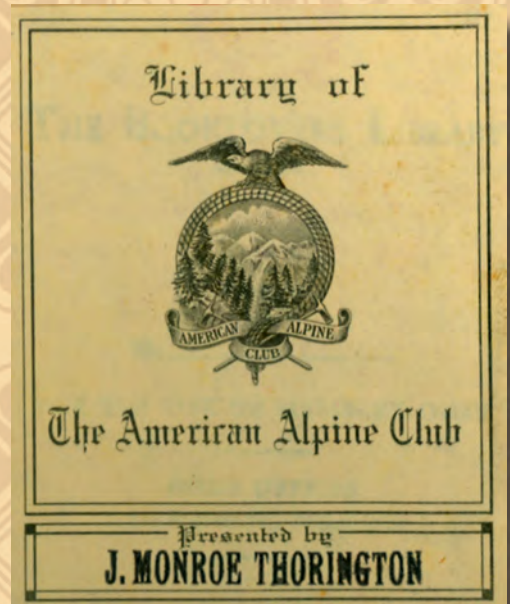 Library of
AMERICAN ALPINE
CLUB
The American Alpine Club
Presented by
J. MONROE THORINGTON